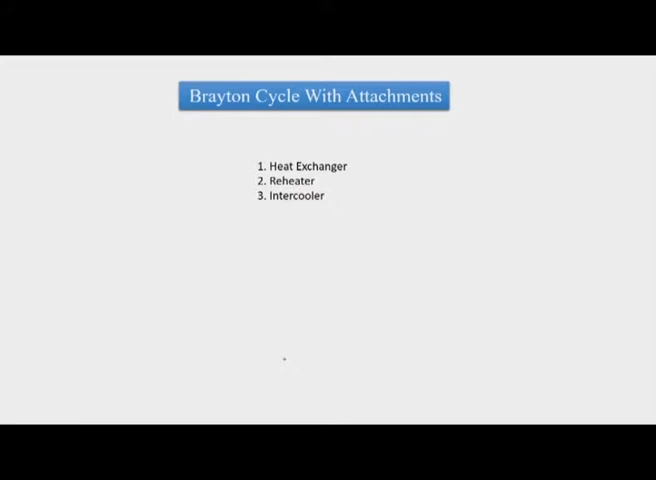 Brayton Cycle With Attachments
1. Heat Exchanger
2. Reheater
3. Intercooler